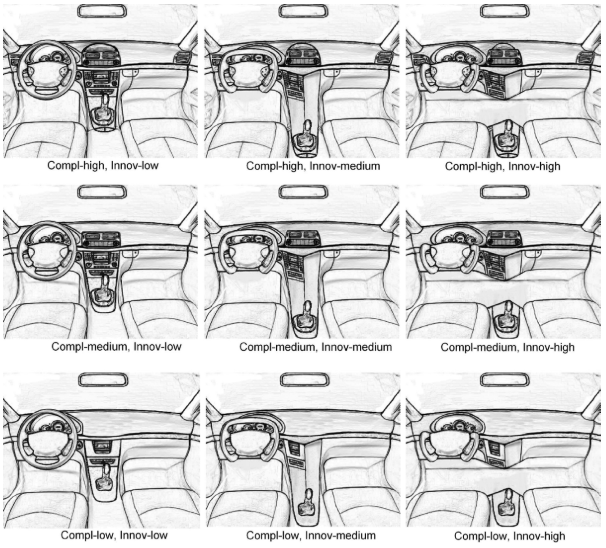 Compl-high, Innov-low
Compl-high, Innov-medium
Compl-high, Innov-high
Compl-medium, Innov-low
Compl-medium, Innov-medium
Compl-medium, Innov-high
Compl-low, Innov-low
Compl-low, Innov-medium
Compl-low, Innov-high